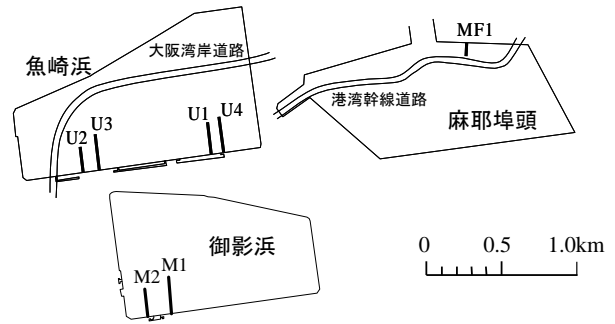 魚崎浜
大阪湾岸道路
U2
U3
U1
U4
MF1
港湾幹線道路
麻耶埠頭
御影浜
M2
M1
0 0.5 1.0km